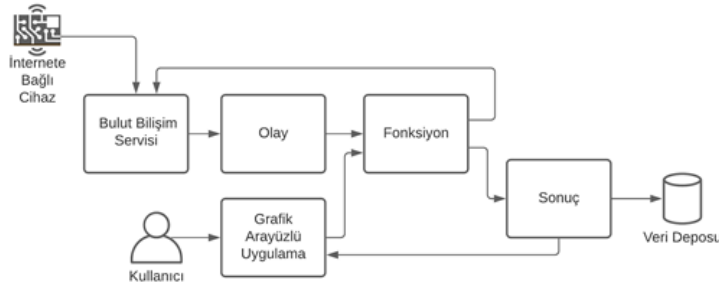 İnternete
Bağlı
Cihaz
Bulut Bilişim
Servisi
Olay
Fonksiyon
Sonuç
Veri Deposu
Grafik
Arayüzlü
Uygulama
Kullanıcı